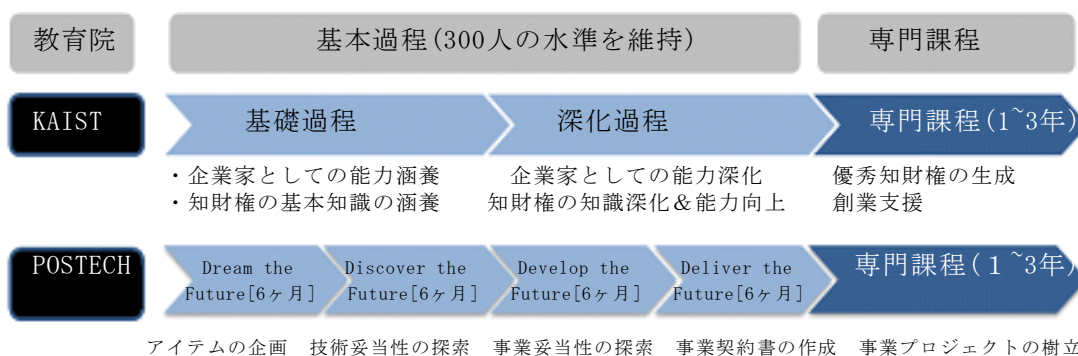 教育院 基本過程(300人の水準を維持) 専門課程
KAIST 基礎過程 深化過程 専門課程(1~3年)
・企業家としての能力涵養 企業家としての能力深化 優秀知財権の生成
・知財権の基本知識の涵養 知財権の知識深化＆能力向上 創業支援
POSTECH Dream the Discover the Develop the Deliver the 専門課程(１~3年)
Future[6ヶ月] Future[6ヶ月] Future[6ヶ月] Future[6ヶ月]
アイテムの企画 技術妥当性の探索 事業妥当性の探索 事業契約書の作成 事業プロジェクトの樹立